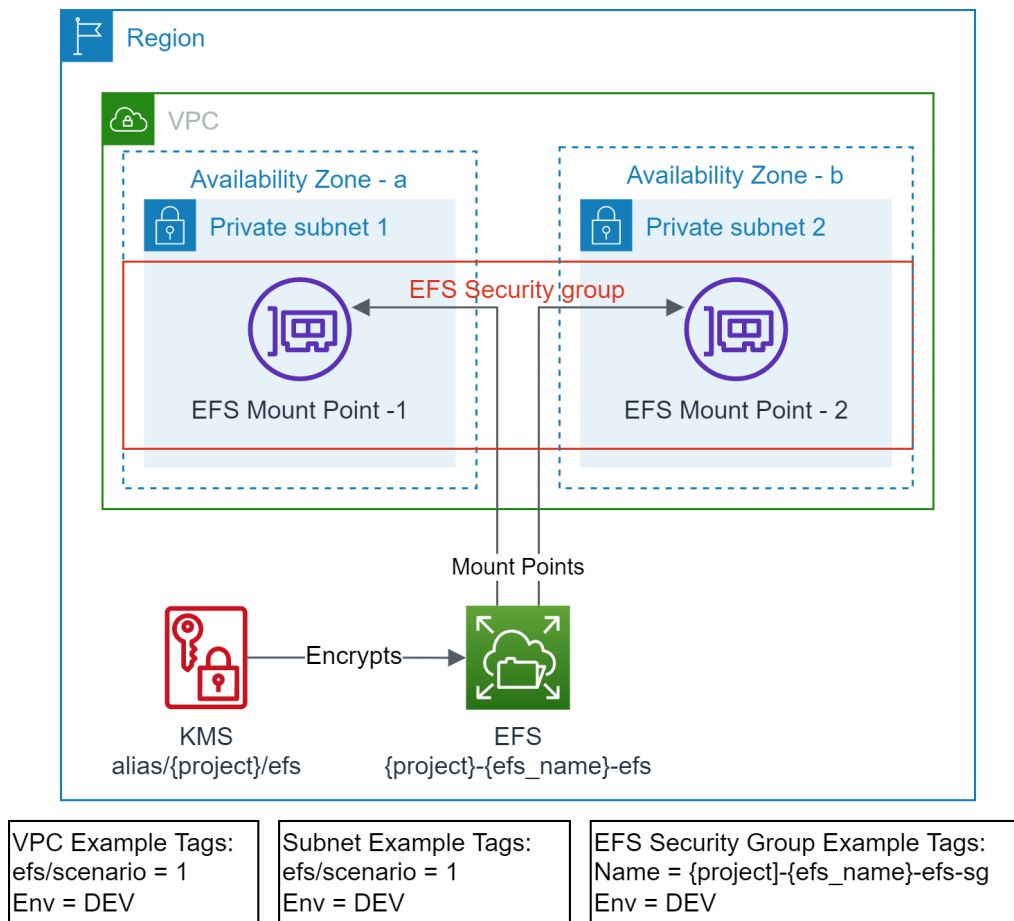 Region
VPC
Availability Zone - a
Availability Zone - b
Private subnet 1
Private subnet 2
EFS Security group
EFS Mount Point -1
EFS Mount Point - 2
Mount Points
Encrypts
KMS
alias/{project}/efs
EFS
{project}-{efs_name}-efs
VPC Example Tags:
efs/scenario = 1
Env = DEV
Subnet Example Tags:
efs/scenario = 1
Env = DEV
EFS Security Group Example Tags:
Name = {project]-{efs_name}-efs-sg
Env = DEV